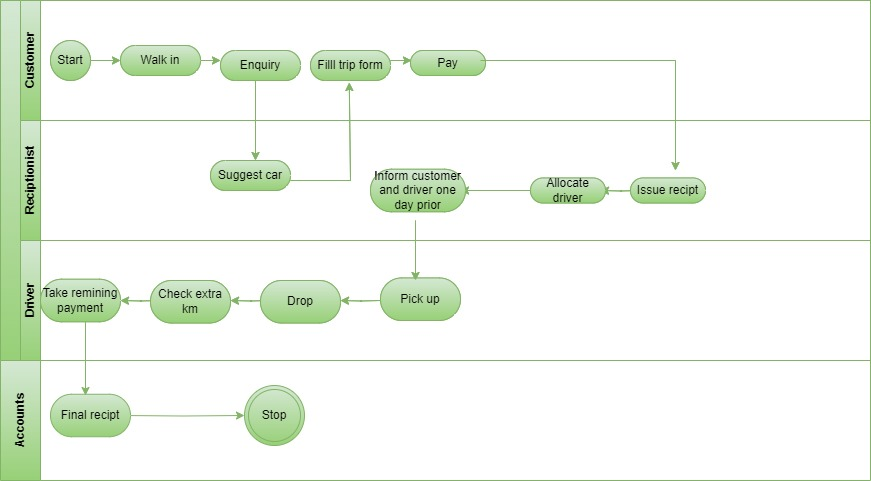 Customer
Start
Walk in
Enquiry
Filll trip form
Pay
Reciptionist
Suggest car
Inform customer
and driver one
day prior
Allocate
driver
Issue recipt
Driver
Take remining
payment
Check extra
km
Drop
Pick up
Accounts
Final recipt
Stop